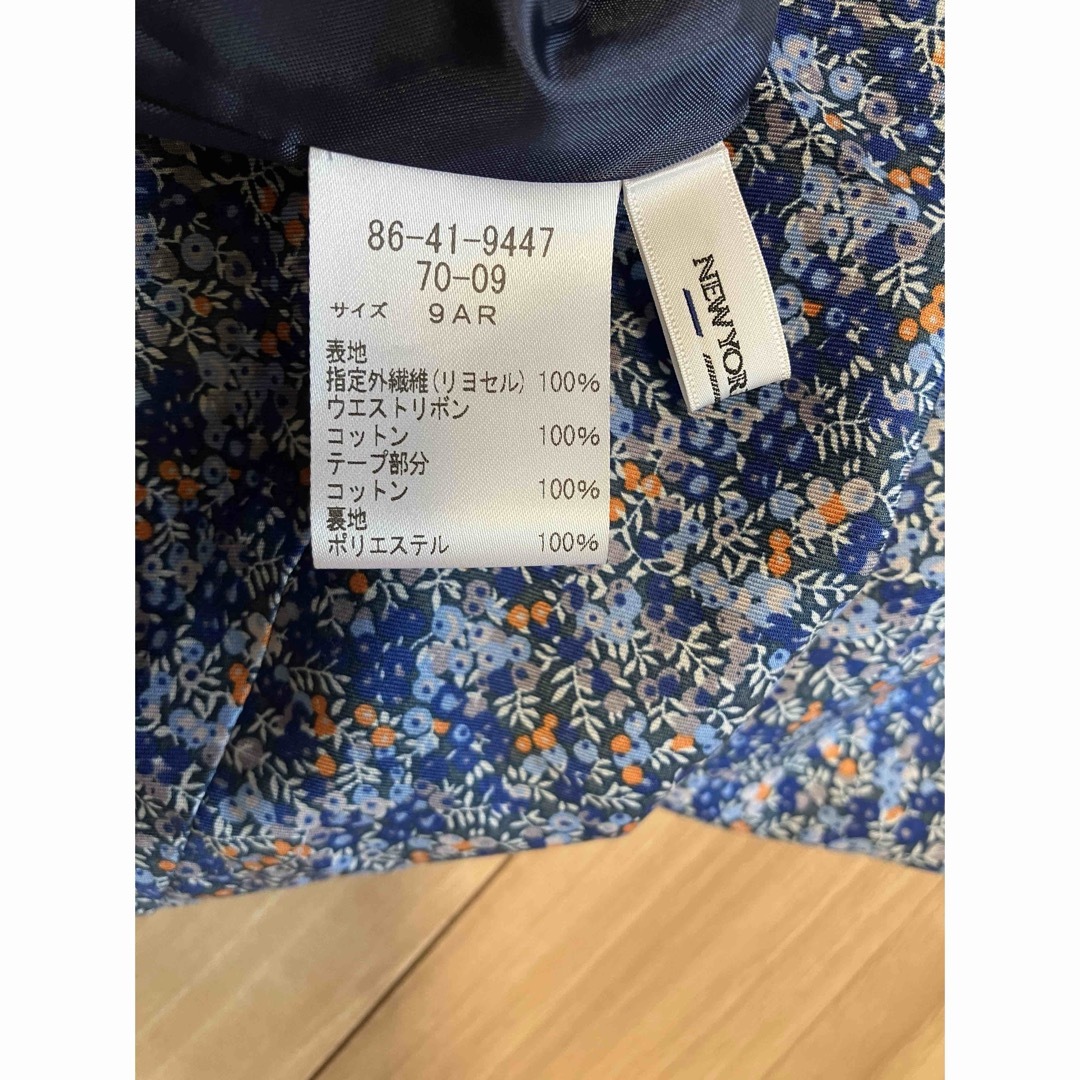 86-41-9447
70-09
サイズ 9AR
表地
指定外繊維(リヨセル) 100%
ウエストリボン
コットン 100%
テープ部分
コットン 100%
裏地
ポリエステル 100%
NEW YOR